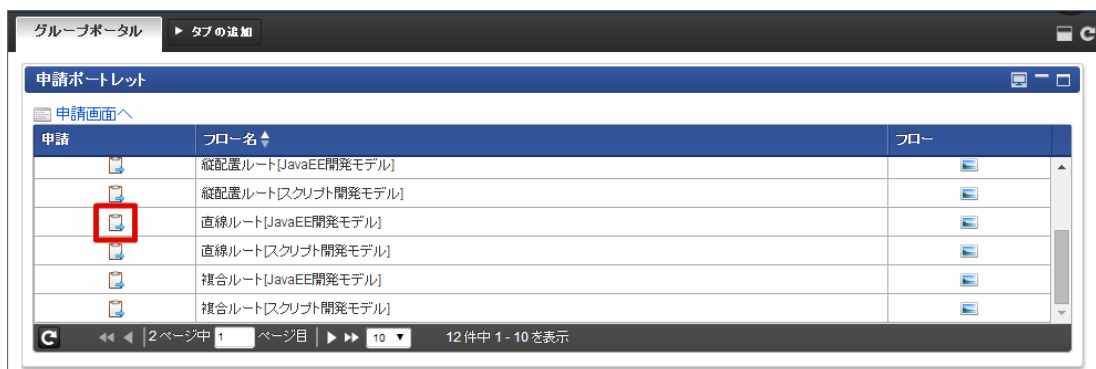 グループポータル ▶ タブの追加
申請ポートレット
申請画面へ
申請 フロー名 フロー
縦配置ルート[JavaEE開発モデル]
縦配置ルート[スクリプト開発モデル]
直線ルート[JavaEE開発モデル]
直線ルート[スクリプト開発モデル]
複合ルート[JavaEE開発モデル]
複合ルート[スクリプト開発モデル]
2ページ中 1 ページ目 10 ▼ 12件中 1 - 10 を表示